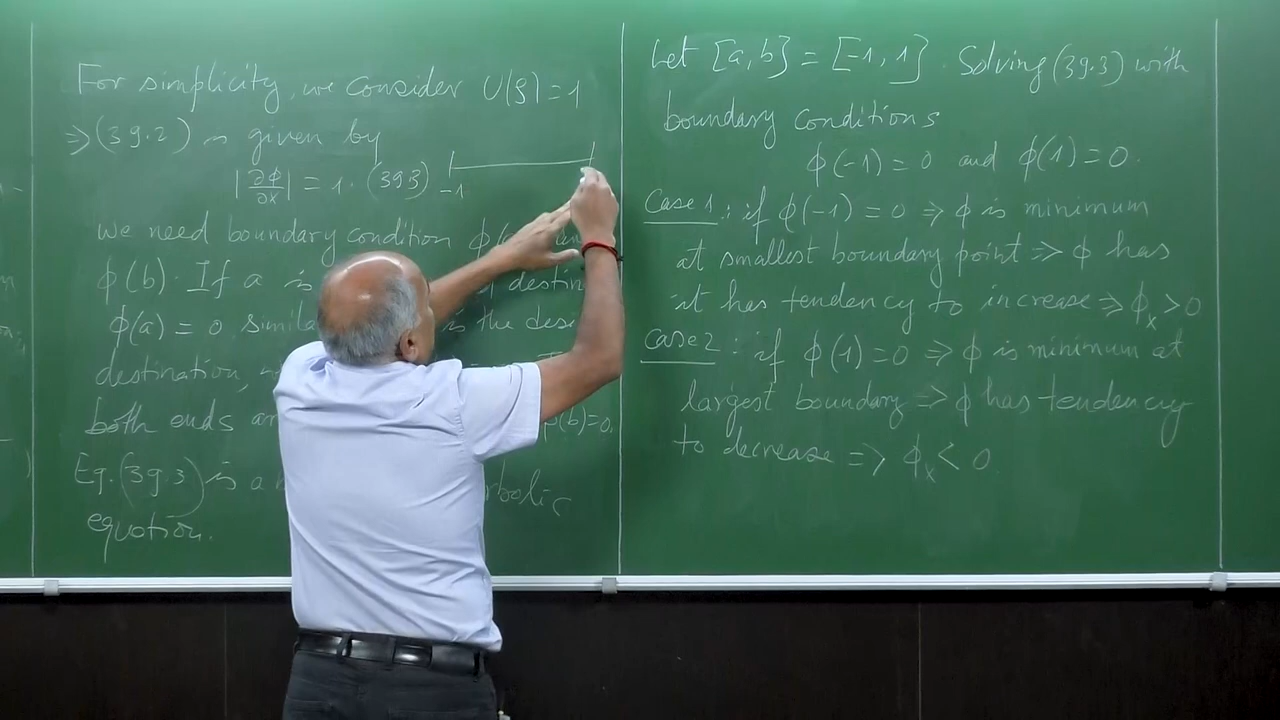 For simplicity, we consider U(ρ)=1
⇒(39.2) is given by
|∂ϕ/∂x| = 1. (39.3)
-1
we need boundary condition
ϕ(b). If a is destin
ϕ(a) = 0 is the
destination,
both ends ϕ(b)=0,
Eq.(39.3) is a
equation.
Let [a,b] = [-1,1]. Solving (39.3) with
boundary conditions
ϕ(-1) = 0 and ϕ(1) = 0.
Case 1: if ϕ(-1) = 0 ⇒ ϕ is minimum
at smallest boundary point ⇒ ϕ has
it has tendency to increase ⇒ ϕₓ > 0
Case 2: if ϕ(1) = 0 ⇒ ϕ is minimum at
largest boundary ⇒ ϕ has tendency
to decrease ⇒ ϕₓ < 0.